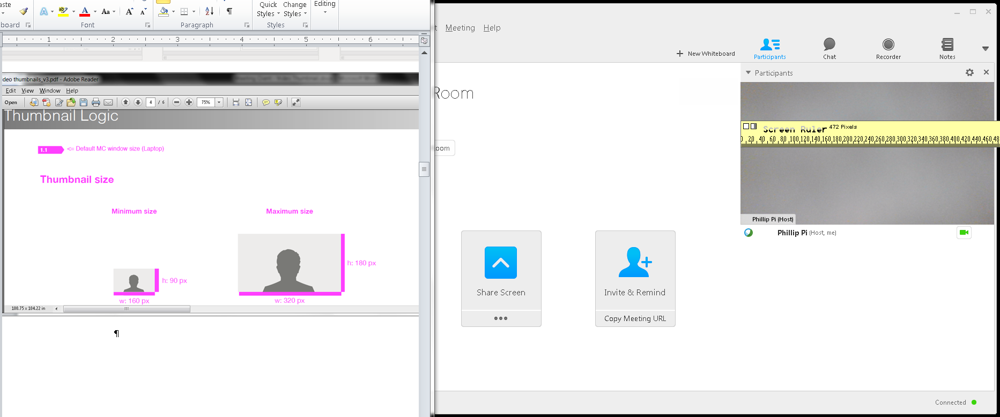 aste
Aa
A
A
A
Z
¶
Quick
Styles
Change
Styles
Editing
board
Font
Paragraph
Styles
1 2 3 4 5 6
deo thumbnails_v3.pdf - Adobe Reader
Edit View Window Help
Open
4 / 6
75%
Thumbnail Logic
1.1
<= Default MC window size (Laptop)
Thumbnail size
Minimum size
Maximum size
h: 90 px
w: 160 px
h: 180 px
w: 320 px
100.75 x 104.22 in
¶
t Meeting Help
+ New Whiteboard
Participants
Chat
Recorder
Notes
Participants
Room
oom
Screen Ruler 472 Pixels
0 20 40 60 80 100 120 140 160 180 200 220 240 260 280 300 320 340 360 380 400 420 440 460 48
Phillip Pi (Host)
Phillip Pi (Host, me)
Share Screen
Invite & Remind
Copy Meeting URL
Connected